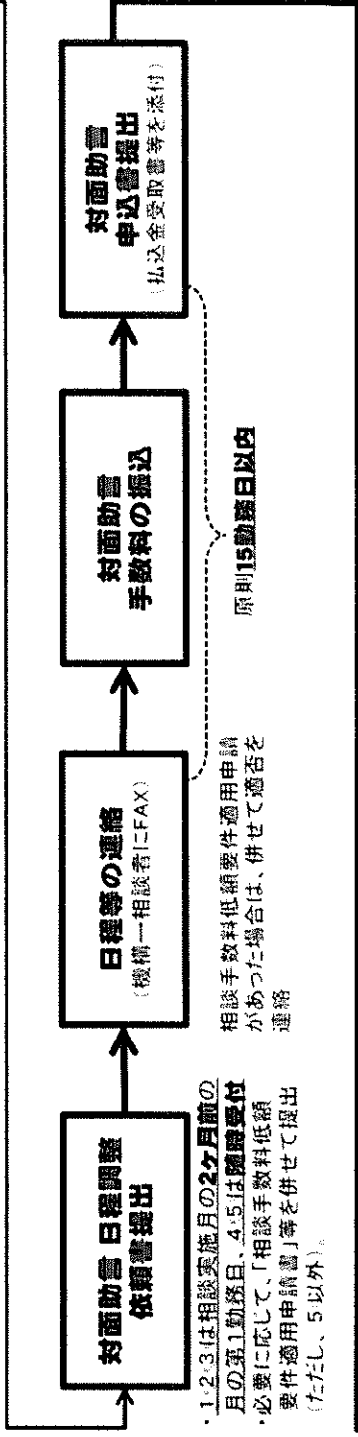 対面助言 日程調整
依頼書提出
・1・2・3は相談実施月の2ヶ月前の
月の第1勤務日、4・5は随時受付
・必要に応じて、「相談手数料低額
要件適用申請書」等を併せて提出
(ただし、5以外)。
日程等の連絡
(機構→相談者にFAX)
相談手数料低額要件適用申請
があった場合は、併せて適否を
連絡
対面助言
手数料の振込
原則15勤務日以内
対面助言
申込書提出
(払込金受取書等を添付)